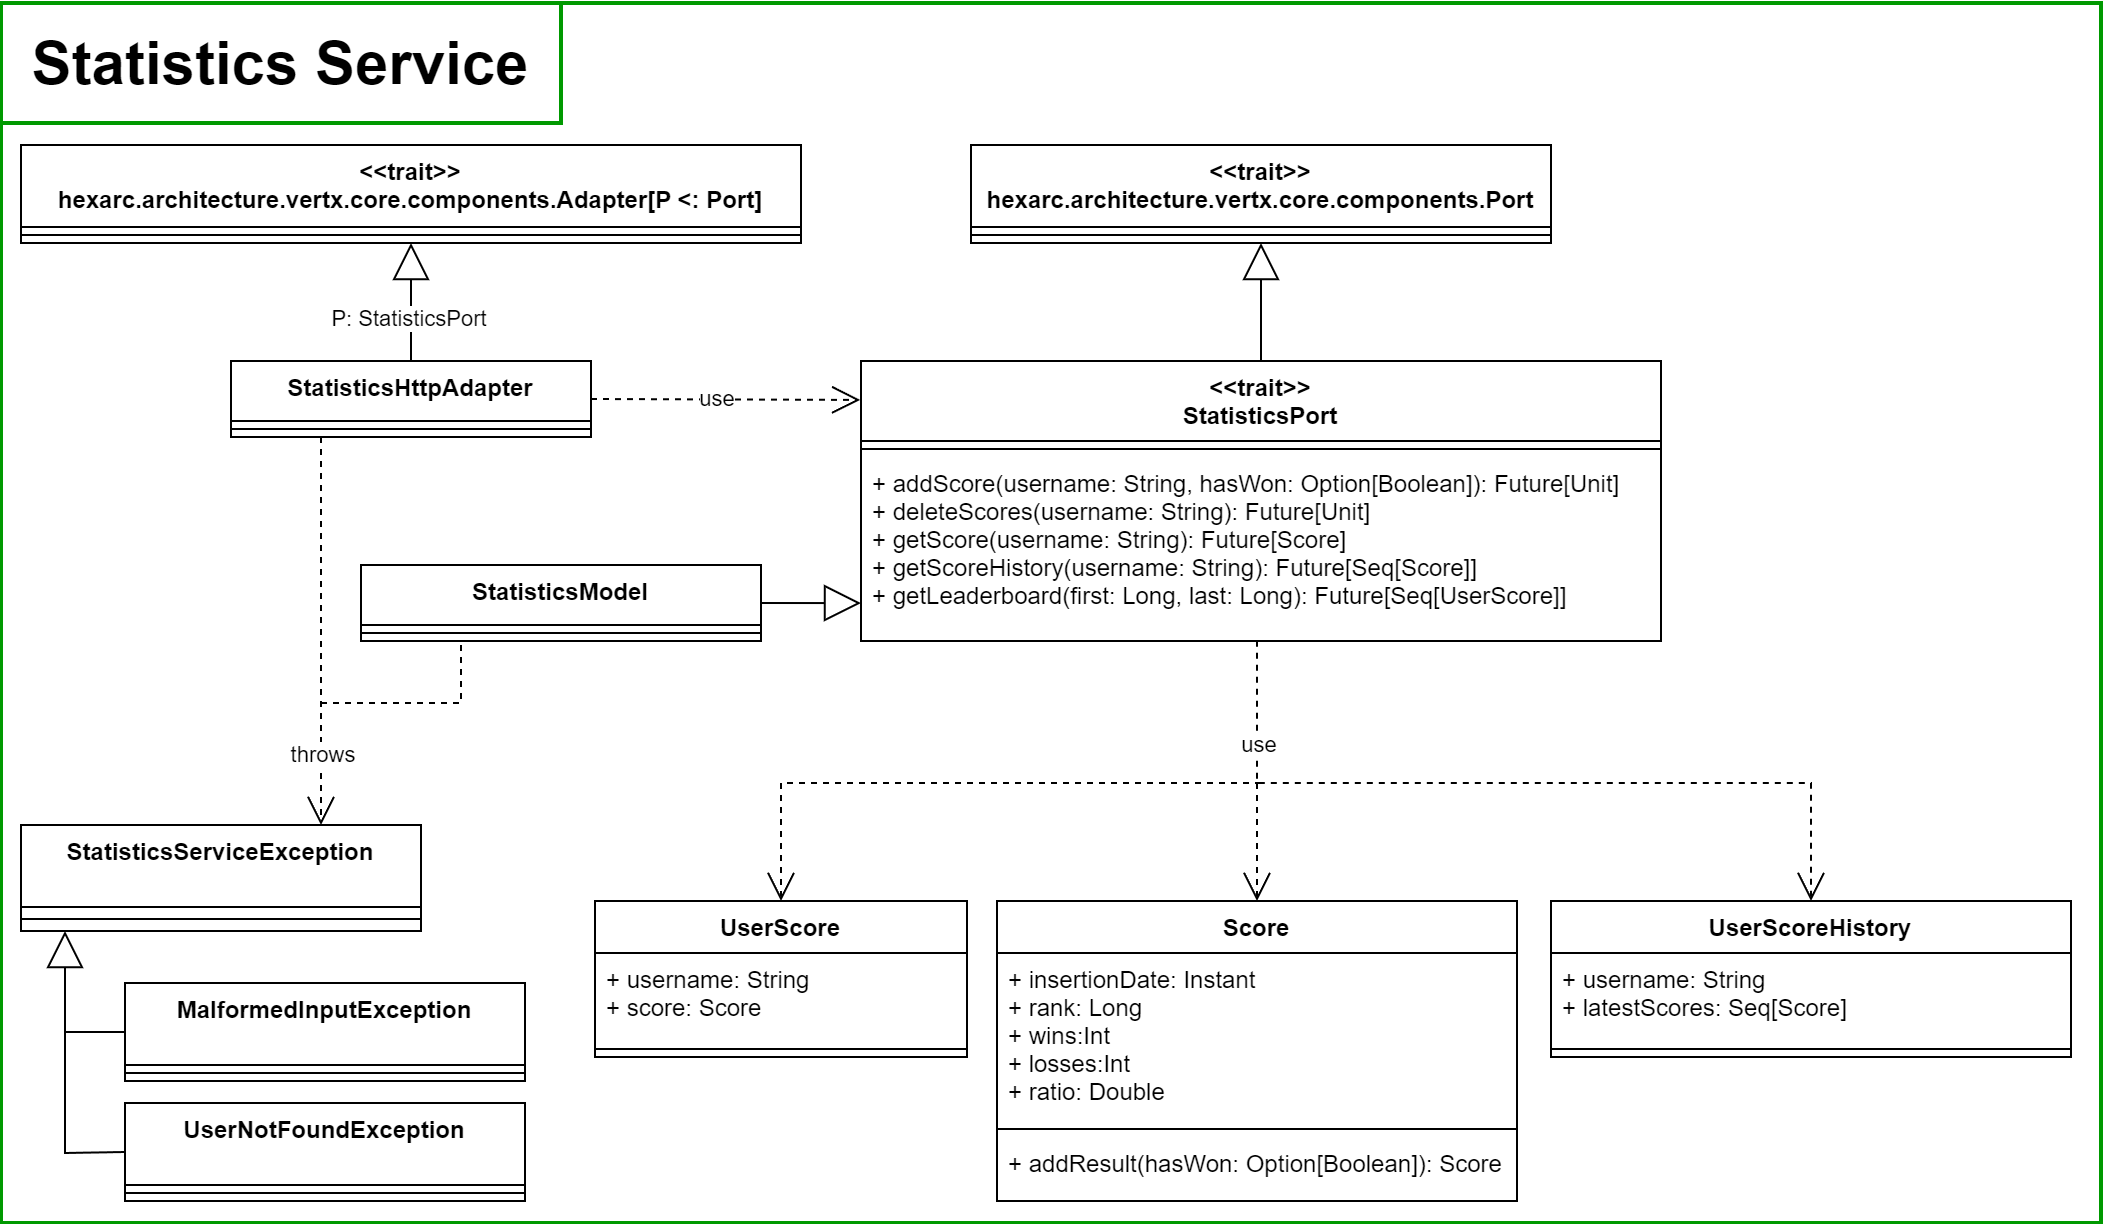 Statistics Service
<<trait>>
hexarc.architecture.vertx.core.components.Adapter[P <: Port]
<<trait>>
hexarc.architecture.vertx.core.components.Port
P: StatisticsPort
StatisticsHttpAdapter
use
<<trait>>
StatisticsPort
+ addScore(username: String, hasWon: Option[Boolean]): Future[Unit]
+ deleteScores(username: String): Future[Unit]
+ getScore(username: String): Future[Score]
+ getScoreHistory(username: String): Future[Seq[Score]]
+ getLeaderboard(first: Long, last: Long): Future[Seq[UserScore]]
StatisticsModel
throws
use
StatisticsServiceException
MalformedInputException
UserNotFoundException
UserScore
+ username: String
+ score: Score
Score
+ insertionDate: Instant
+ rank: Long
+ wins:Int
+ losses:Int
+ ratio: Double
+ addResult(hasWon: Option[Boolean]): Score
UserScoreHistory
+ username: String
+ latestScores: Seq[Score]